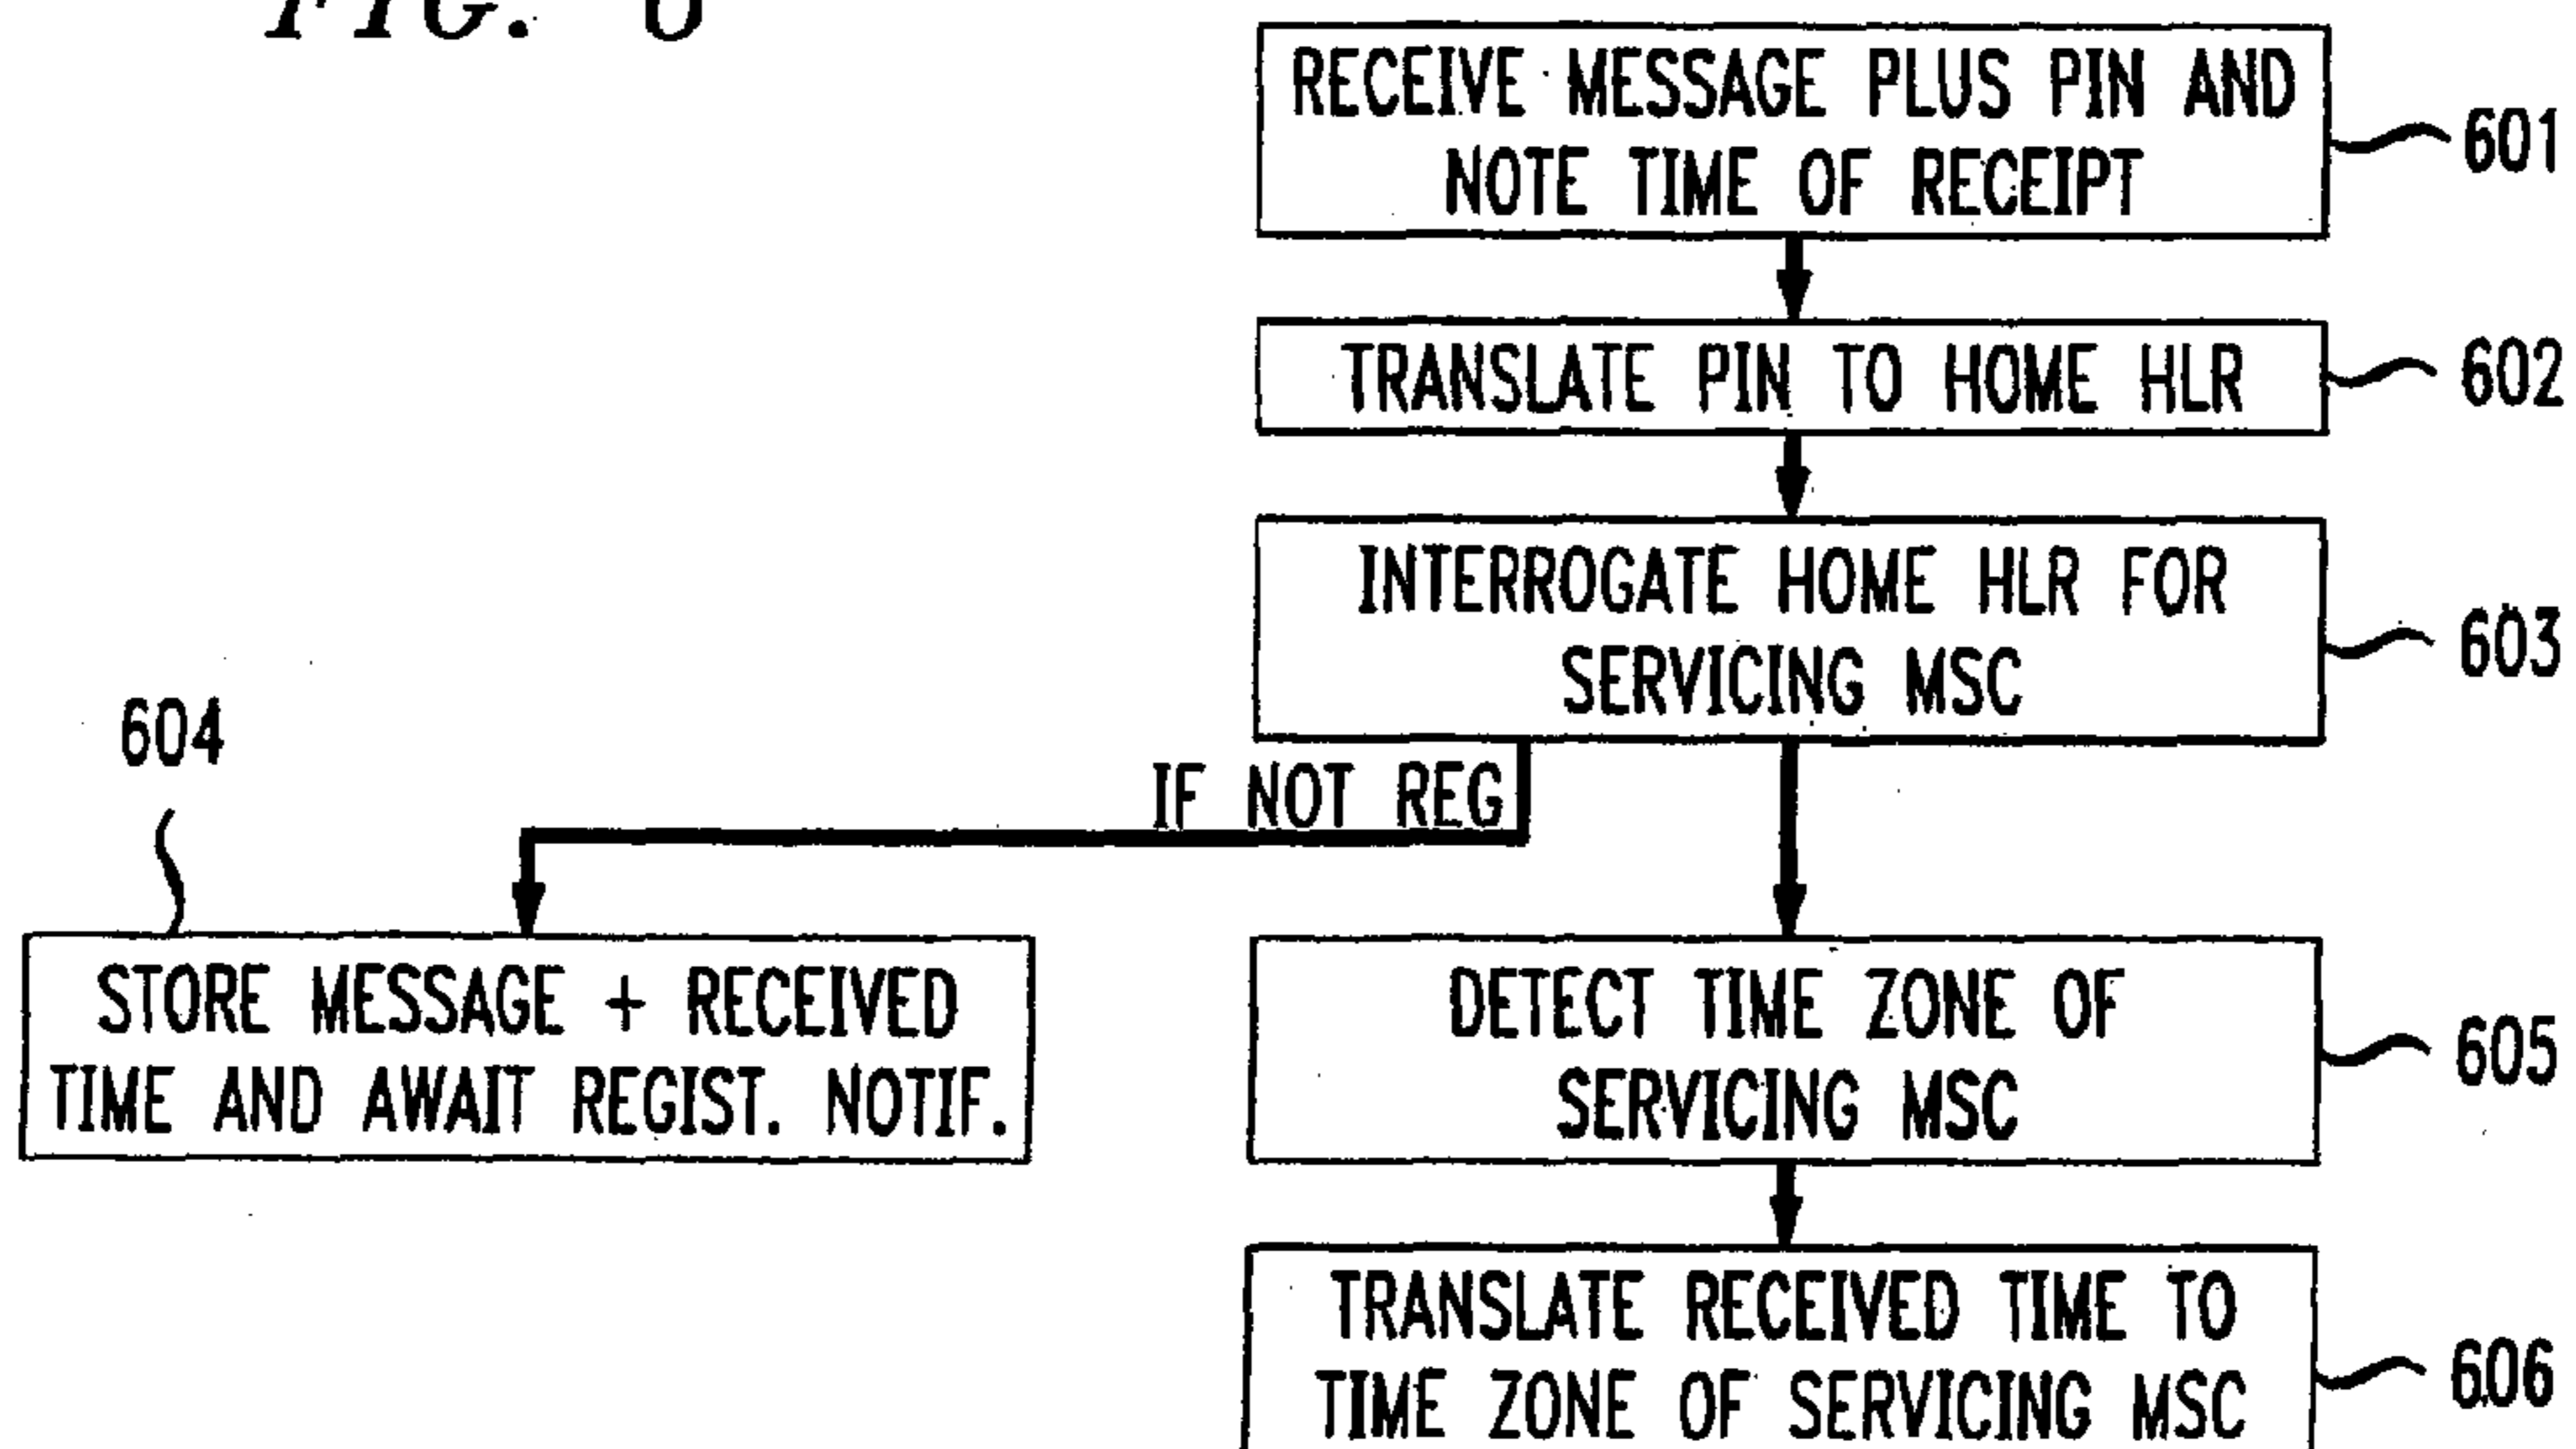 FIG. 6
RECEIVE MESSAGE PLUS PIN AND
NOTE TIME OF RECEIPT
601
TRANSLATE PIN TO HOME HLR
602
INTERROGATE HOME HLR FOR
SERVICING MSC
603
IF NOT REG
604
STORE MESSAGE + RECEIVED
TIME AND AWAIT REGIST. NOTIF.
DETECT TIME ZONE OF
SERVICING MSC
605
TRANSLATE RECEIVED TIME TO
TIME ZONE OF SERVICING MSC
606